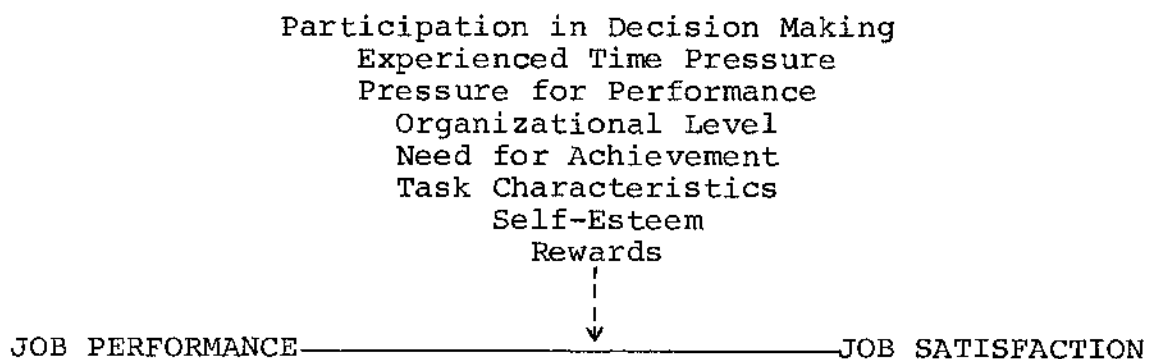 Participation in Decision Making
Experienced Time Pressure
Pressure for Performance
Organizational Level
Need for Achievement
Task Characteristics
Self-Esteem
Rewards
JOB PERFORMANCE JOB SATISFACTION